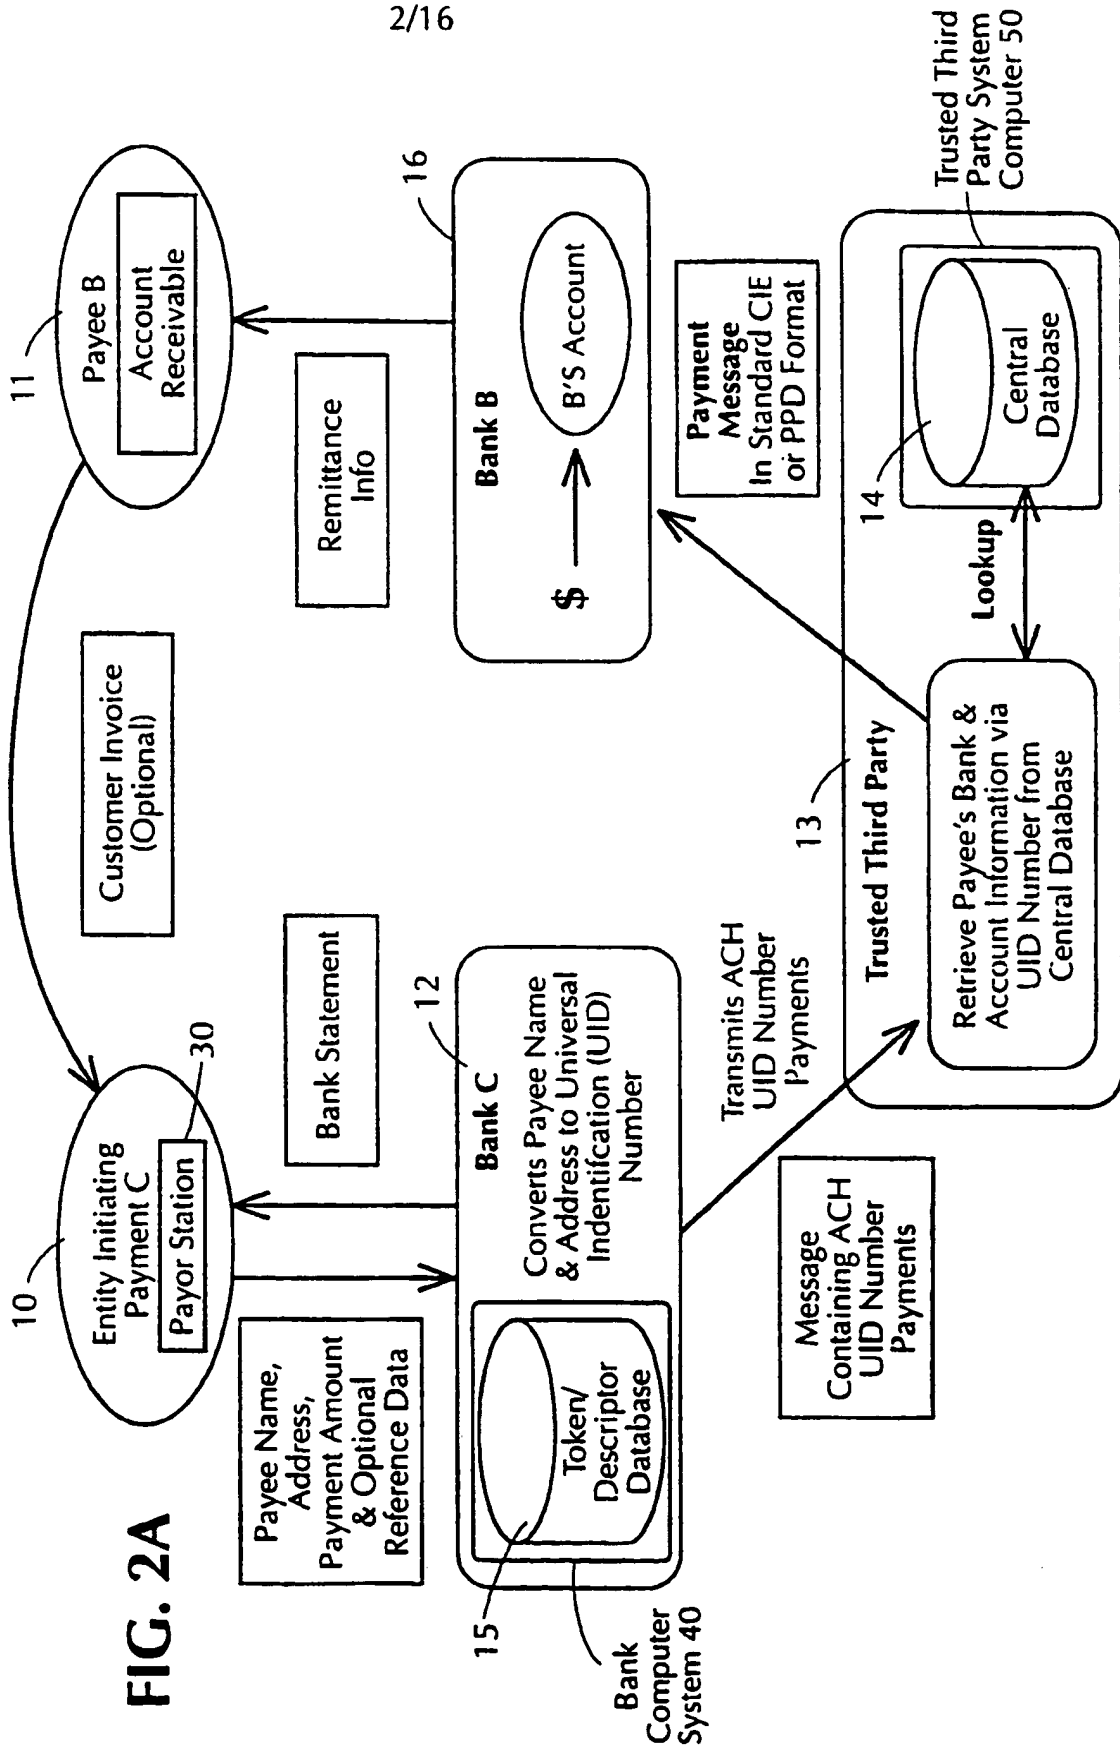 2/16
FIG. 2A
10
Entity Initiating
Payment C
Payor Station
30
Customer Invoice
(Optional)
11
Payee B
Account
Receivable
Payee Name,
Address,
Payment Amount
& Optional
Reference Data
Bank Statement
Remittance
Info
15
Token/
Descriptor
Database
Bank
Computer
System 40
12
Bank C
Converts Payee Name
& Address to Universal
Indentifcation (UID)
Number
16
Bank B
$
B'S Account
Message
Containing ACH
UID Number
Payments
Transmits ACH
UID Number
Payments
Payment
Message
In Standard CIE
or PPD Format
13
Trusted Third Party
Retrieve Payee's Bank &
Account Information via
UID Number from
Central Database
Lookup
14
Central
Database
Trusted Third
Party System
Computer 50